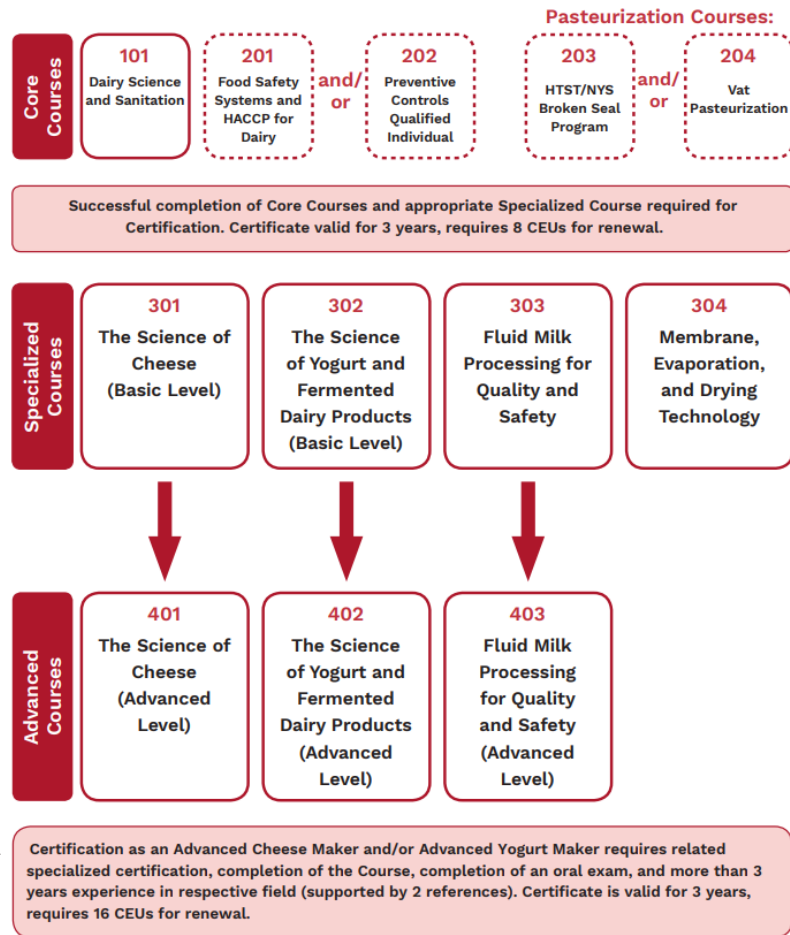 Pasteurization Courses:
Core
Courses
101
Dairy Science
and Sanitation
201
Food Safety
Systems and
HACCP for
Dairy
and/
or
202
Preventive
Controls
Qualified
Individual
203
HTST/NYS
Broken Seal
Program
and/
or
204
Vat
Pasteurization
Successful completion of Core Courses and appropriate Specialized Course required for
Certification. Certificate valid for 3 years, requires 8 CEUs for renewal.
Specialized
Courses
301
The Science of
Cheese
(Basic Level)
302
The Science
of Yogurt and
Fermented
Dairy Products
(Basic Level)
303
Fluid Milk
Processing for
Quality and
Safety
304
Membrane,
Evaporation,
and Drying
Technology
Advanced
Courses
401
The Science of
Cheese
(Advanced
Level)
402
The Science
of Yogurt and
Fermented
Dairy Products
(Advanced
Level)
403
Fluid Milk
Processing
for Quality
and Safety
(Advanced
Level)
Certification as an Advanced Cheese Maker and/or Advanced Yogurt Maker requires related
specialized certification, completion of the Course, completion of an oral exam, and more than 3
years experience in respective field (supported by 2 references). Certificate is valid for 3 years,
requires 16 CEUs for renewal.